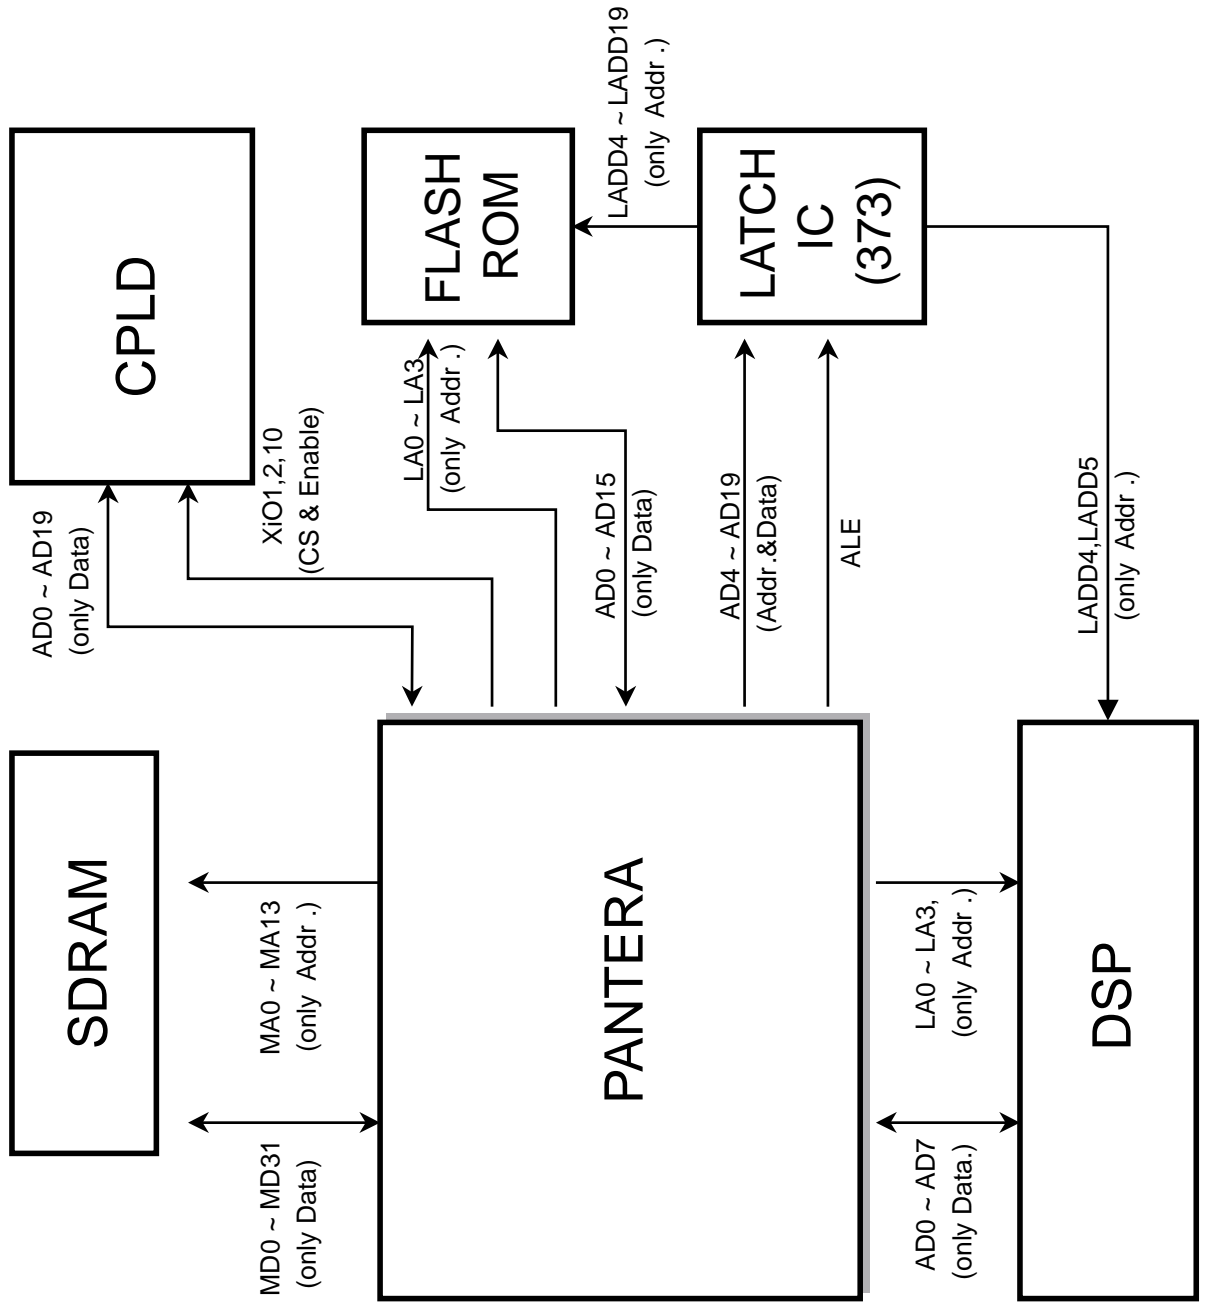 SDRAM
CPLD
MD0 ~ MD31
(only Data)
MA0 ~ MA13
(only Addr .)
AD0 ~ AD19
(only Data)
XiO1,2,10
(CS & Enable)
PANTERA
LA0 ~ LA3
(only Addr .)
FLASH
ROM
AD0 ~ AD15
(only Data)
LADD4 ~ LADD19
(only Addr .)
AD4 ~ AD19
(Addr .&Data)
ALE
LATCH
IC
(373)
AD0 ~ AD7
(only Data.)
LA0 ~ LA3,
(only Addr .)
LADD4,LADD5
(only Addr .)
DSP